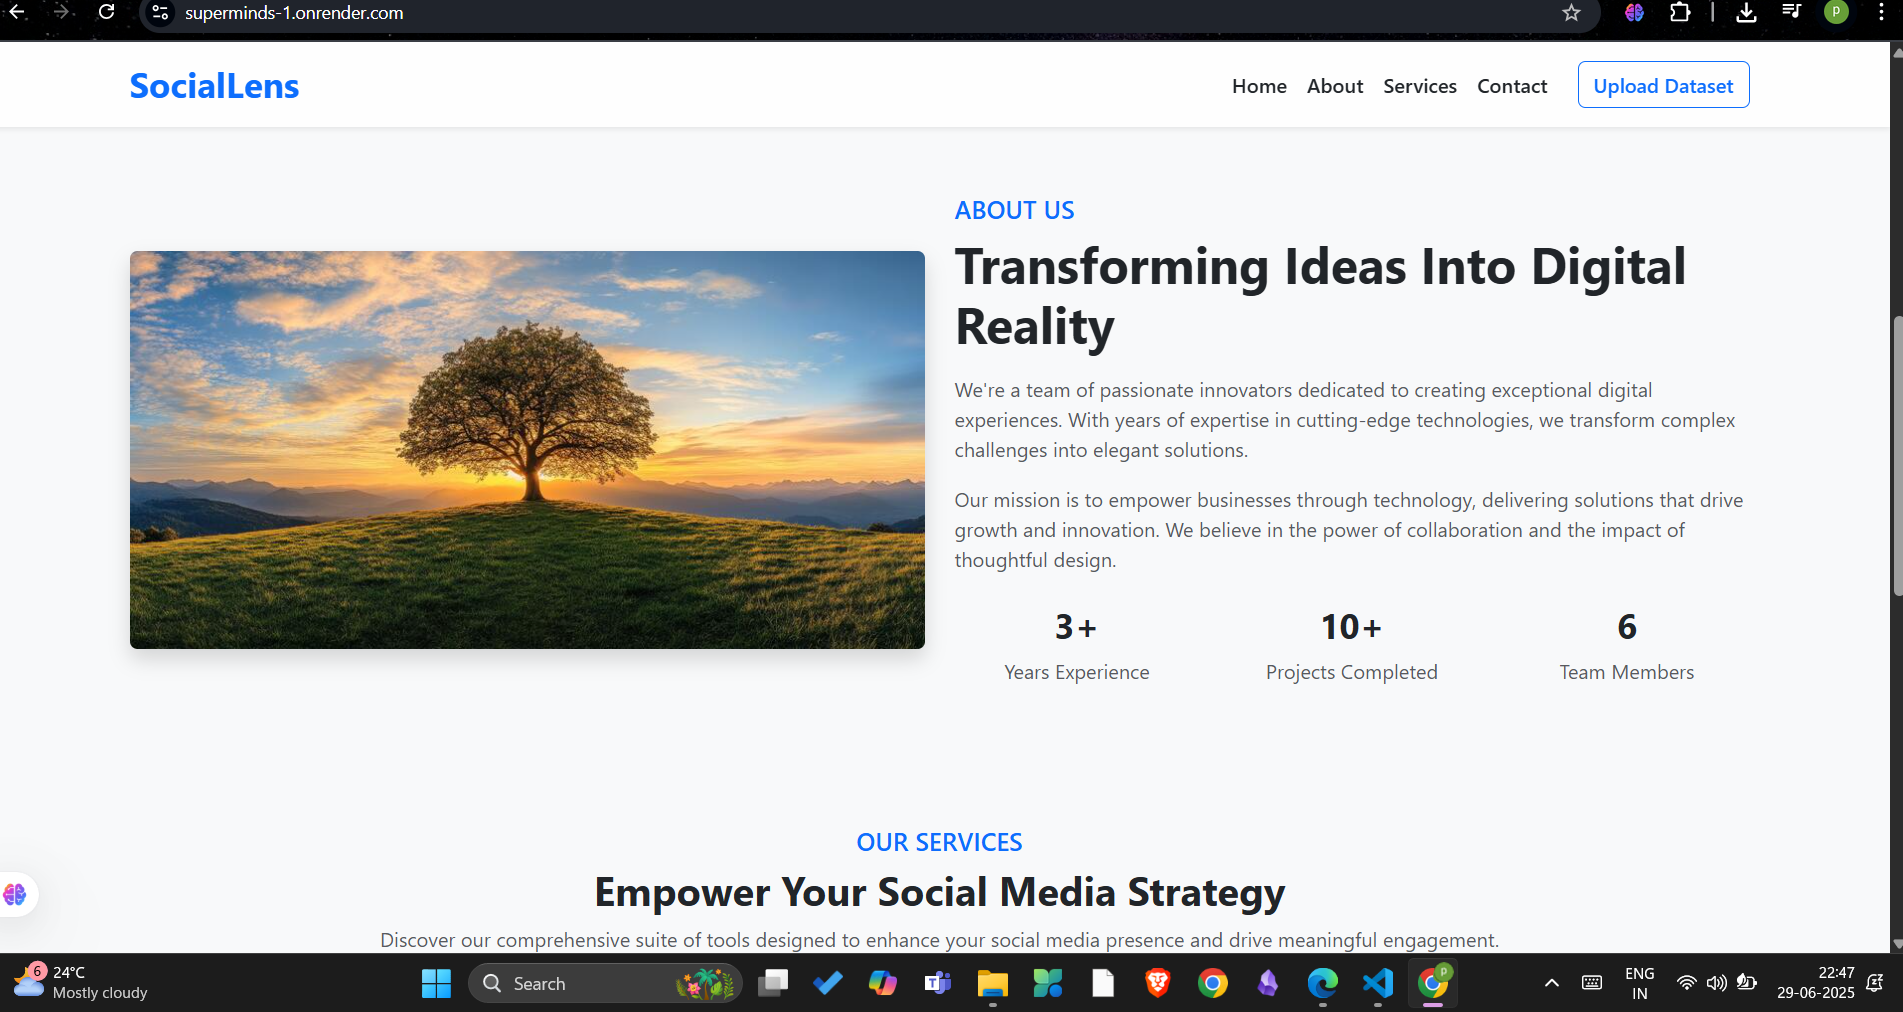 superminds-1.onrender.com
P
SocialLens
Home About Services Contact Upload Dataset
ABOUT US
Transforming Ideas Into Digital
Reality
We're a team of passionate innovators dedicated to creating exceptional digital
experiences. With years of expertise in cutting-edge technologies, we transform complex
challenges into elegant solutions.
Our mission is to empower businesses through technology, delivering solutions that drive
growth and innovation. We believe in the power of collaboration and the impact of
thoughtful design.
3+ 10+ 6
Years Experience Projects Completed Team Members
OUR SERVICES
Empower Your Social Media Strategy
Discover our comprehensive suite of tools designed to enhance your social media presence and drive meaningful engagement.
6
24°C
Mostly cloudy
Search
T
P
ENG
IN
22:47
29-06-2025